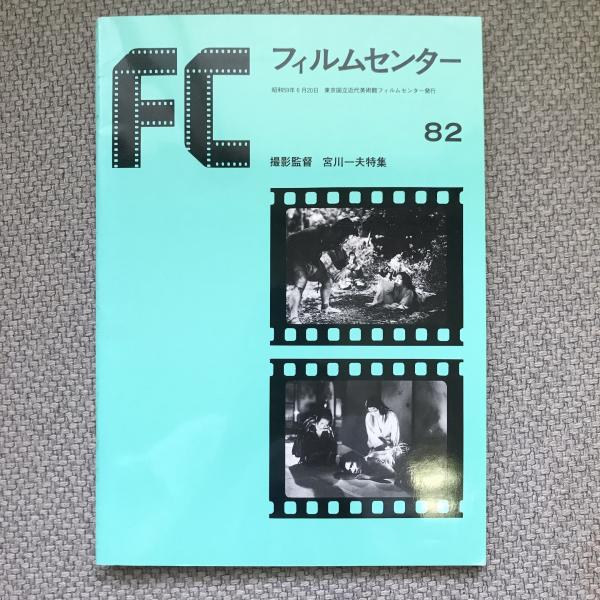 FC
フィルムセンター
昭和59年6月20日 東京国立近代美術館フィルムセンター発行
82
撮影監督 宮川一夫特集